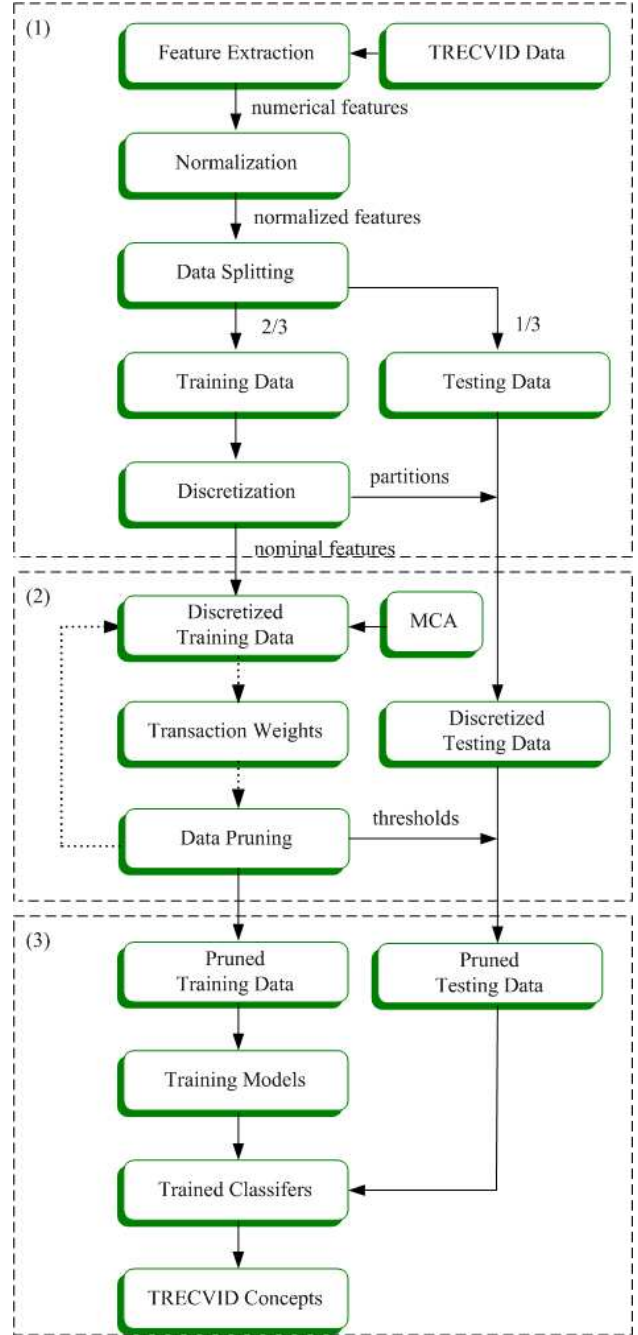 (1)
Feature Extraction
TRECVID Data
numerical features
Normalization
normalized features
Data Splitting
2/3
1/3
Training Data
Testing Data
Discretization
partitions
nominal features
(2)
Discretized
Training Data
MCA
Transaction Weights
Discretized
Testing Data
Data Pruning
thresholds
(3)
Pruned
Training Data
Pruned
Testing Data
Training Models
Trained Classifers
TRECVID Concepts